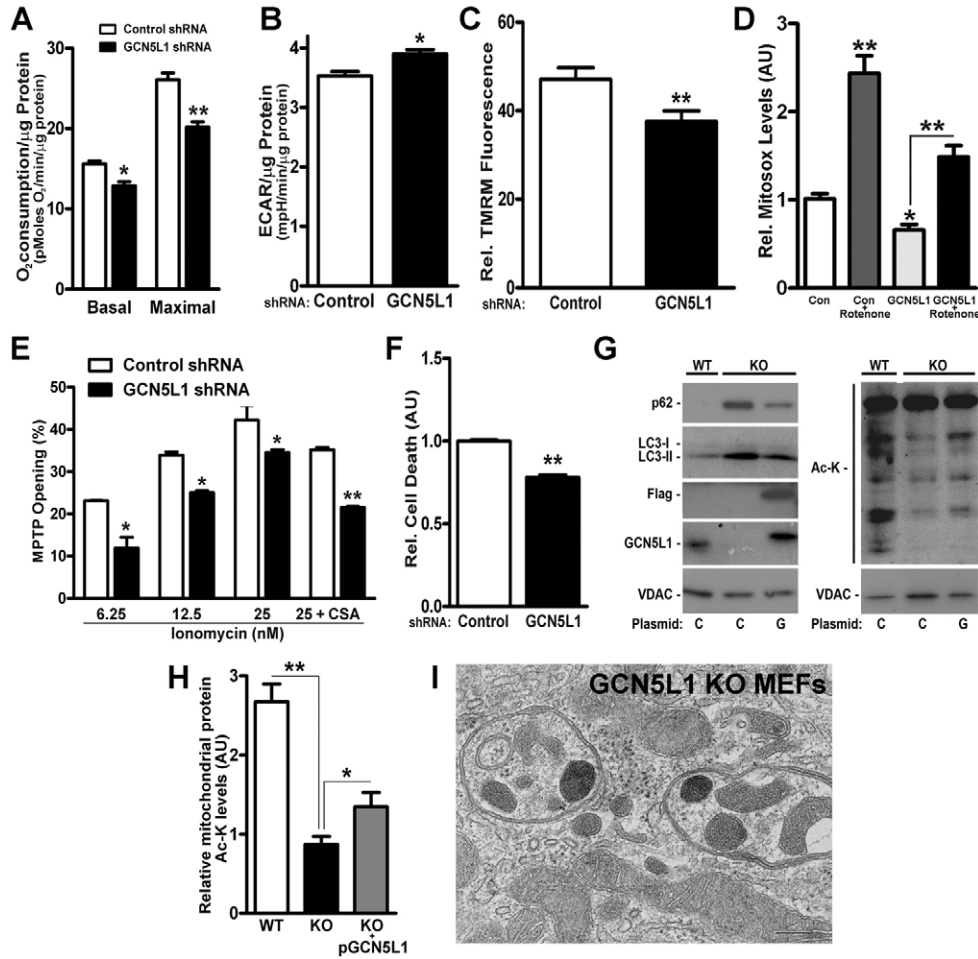 A
Control shRNA
GCN5L1 shRNA
O2consumption/µg Protein
(pMoles O2/min/µg protein)
30
20
10
0
*
**
Basal Maximal
B
ECAR/µg Protein
(mpH/min/µg protein)
4
3
2
1
0
*
shRNA: Control GCN5L1
C
Rel. TMRM Fluorescence
60
40
20
0
**
shRNA: Control GCN5L1
D
Rel. Mitosox Levels (AU)
3
2
1
0
**
*
**
Con
Con
+
Rotenone
GCN5L1
GCN5L1
+
Rotenone
E
Control shRNA
GCN5L1 shRNA
MPTP Opening (%)
50
40
30
20
10
0
*
*
*
**
6.25 12.5 25 25 + CSA
Ionomycin (nM)
F
Rel. Cell Death (AU)
1.5
1.0
0.5
0.0
**
shRNA: Control GCN5L1
G
WT KO
p62 -
LC3-I
LC3-II -
Flag -
GCN5L1 -
VDAC -
Plasmid: C C G
WT KO
Ac-K -
VDAC -
Plasmid: C C G
H
Relative mitochondrial protein
Ac-K levels (AU)
3
2
1
0
**
*
WT KO KO
+
pGCN5L1
I
GCN5L1 KO MEFs